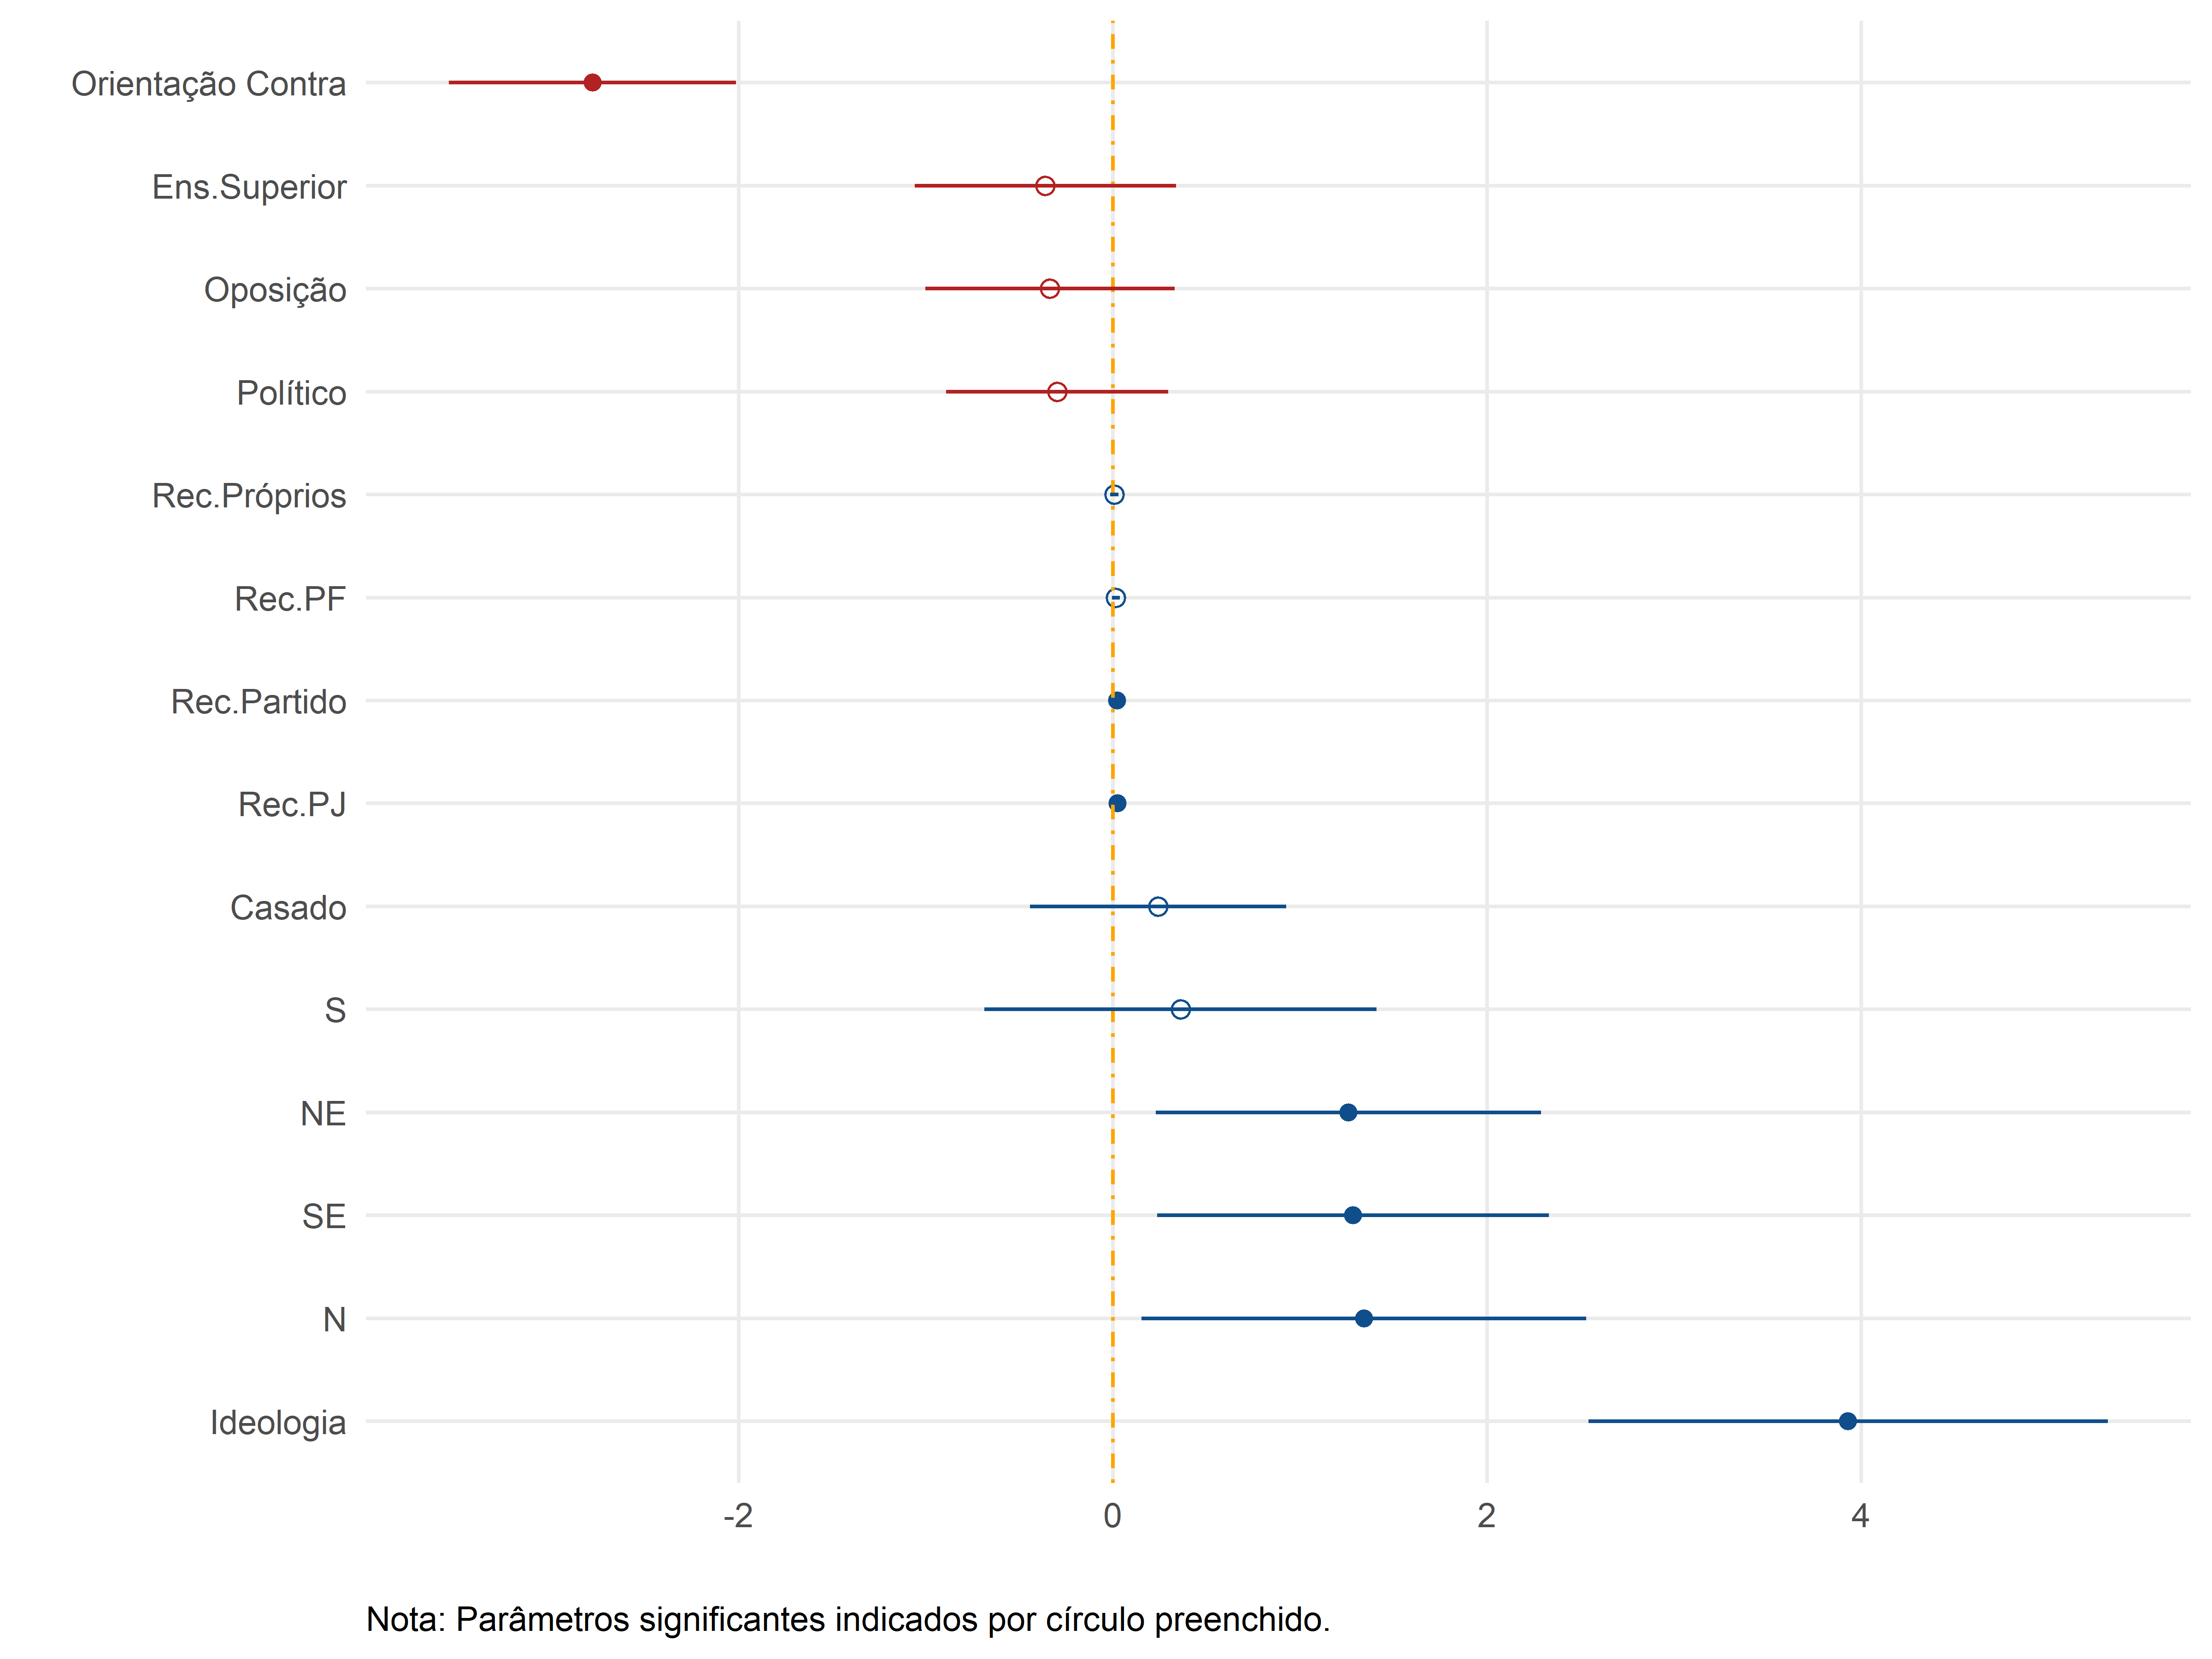 Orientação Contra
Ens.Superior
Oposição
Político
Rec.Próprios
Rec.PF
Rec.Partido
Rec.PJ
Casado
S
NE
SE
N
Ideologia
-2 0 2 4
Nota: Parâmetros significantes indicados por círculo preenchido.